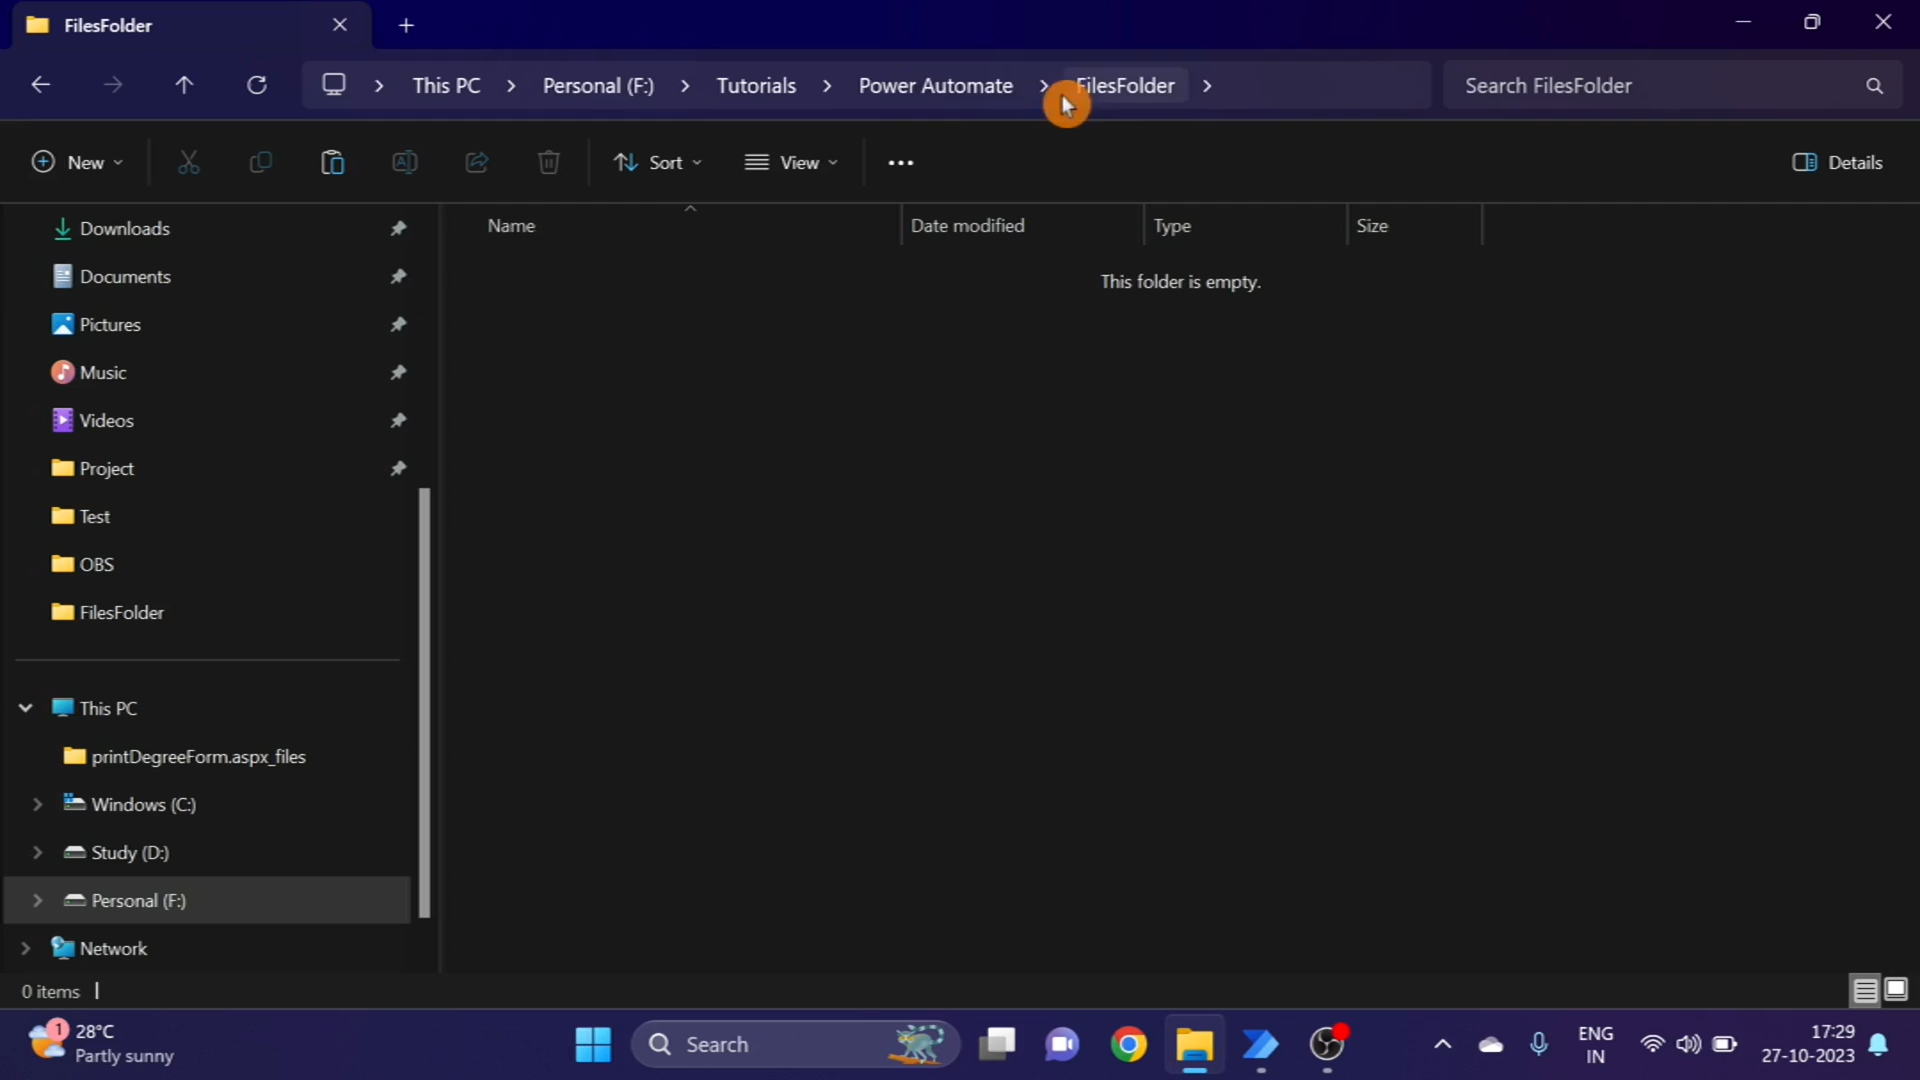 FilesFolder
This PC > Personal (F:) > Tutorials > Power Automate > FilesFolder >
Search FilesFolder
New
Sort
View
Details
Name
Date modified
Type
Size
This folder is empty.
Downloads
Documents
Pictures
Music
Videos
Project
Test
OBS
FilesFolder
This PC
printDegreeForm.aspx_files
Windows (C:)
Study (D:)
Personal (F:)
Network
0 items
1
28°C
Partly sunny
Search
ENG
IN
17:29
27-10-2023